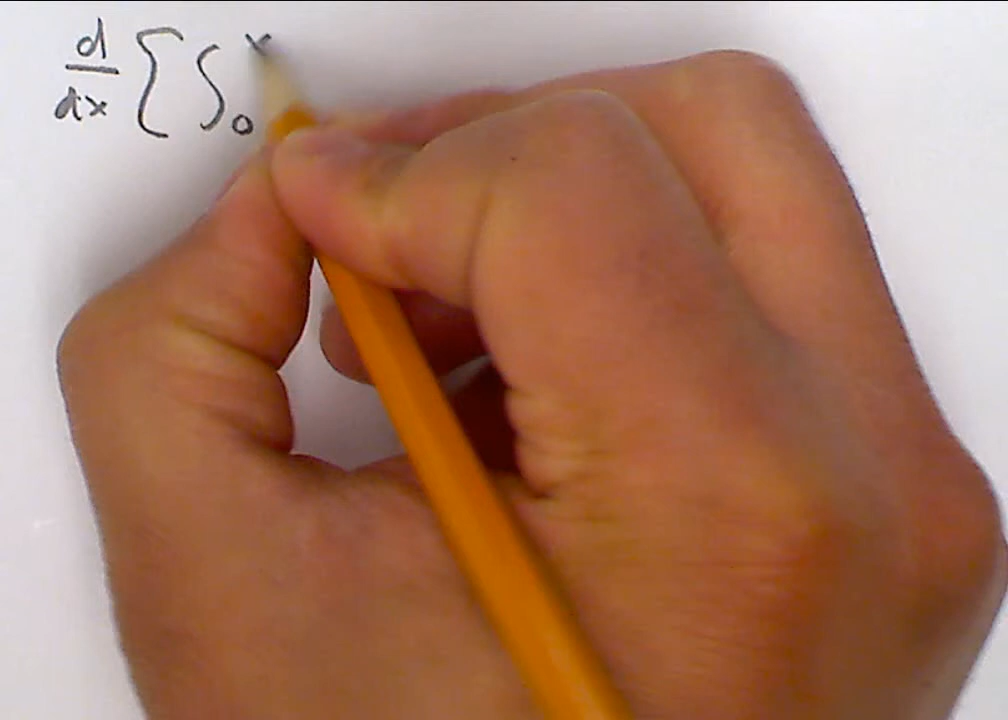 d/dx { ∫₀ˣ